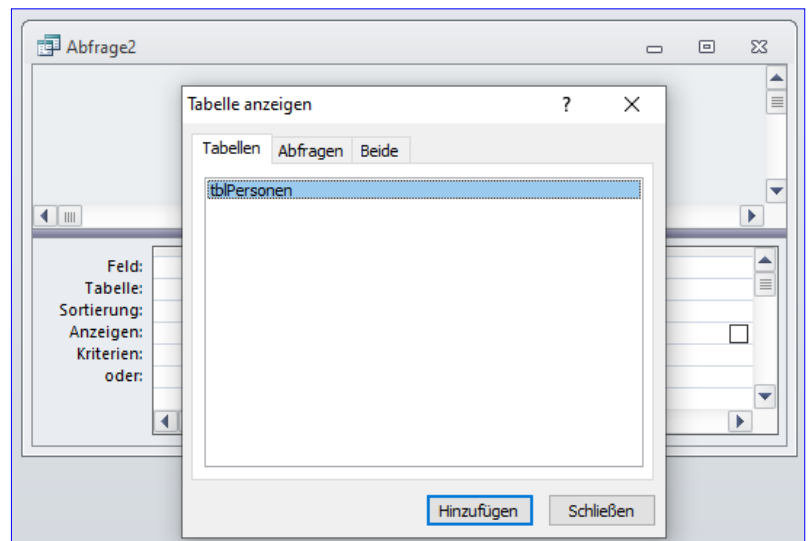 Abfrage2
Tabelle anzeigen ?
Tabellen Abfragen Beide
tblPersonen
Feld:
Tabelle:
Sortierung:
Anzeigen:
Kriterien:
oder:
Hinzufügen Schließen